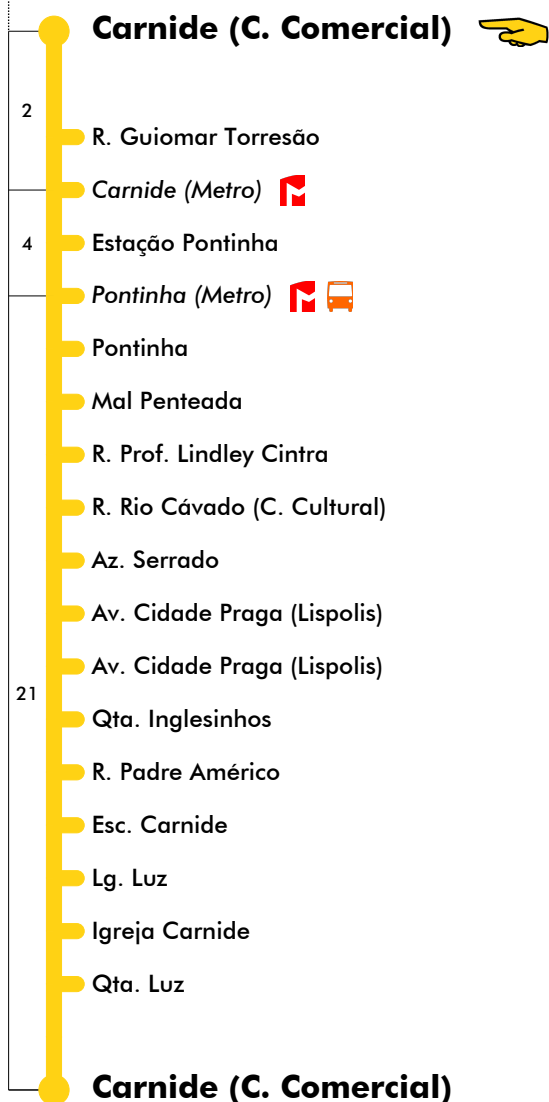 Carnide (C. Comercial)
2
R. Guiomar Torresão
Carnide (Metro)
4
Estação Pontinha
Pontinha (Metro)
Pontinha
Mal Penteada
R. Prof. Lindley Cintra
R. Rio Cávado (C. Cultural)
Az. Serrado
Av. Cidade Praga (Lispolis)
Av. Cidade Praga (Lispolis)
21
Qta. Inglesinhos
R. Padre Américo
Esc. Carnide
Lg. Luz
Igreja Carnide
Qta. Luz
Carnide (C. Comercial)